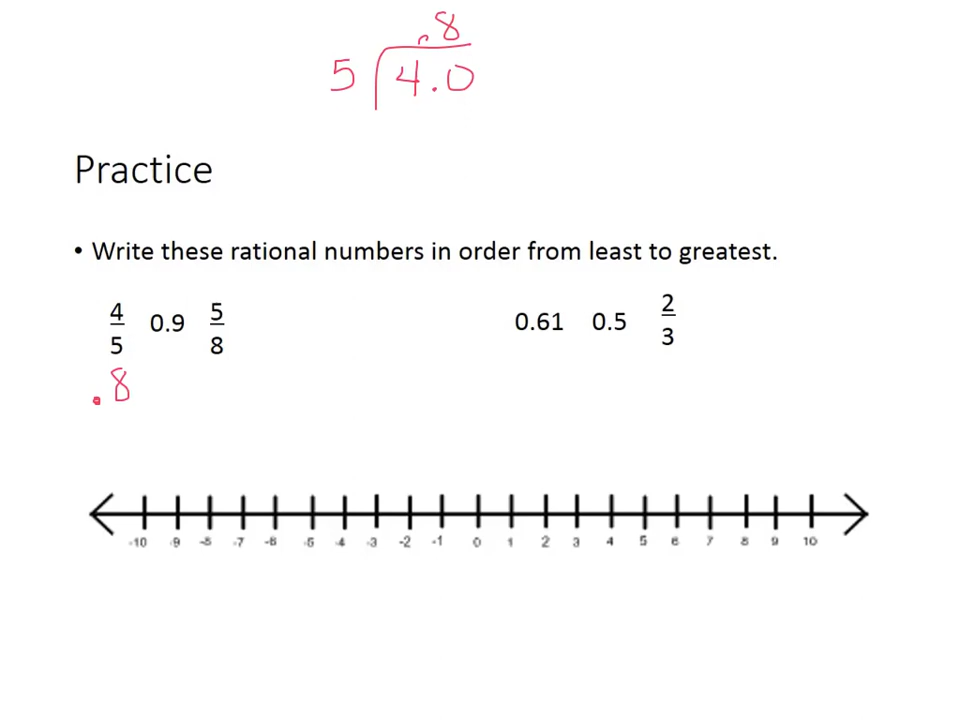 .8
5 4.0
Practice
• Write these rational numbers in order from least to greatest.
4/5 0.9 5/8 0.61 0.5 2/3
.8
-10 -9 -8 -7 -6 -5 -4 -3 -2 -1 0 1 2 3 4 5 6 7 8 9 10